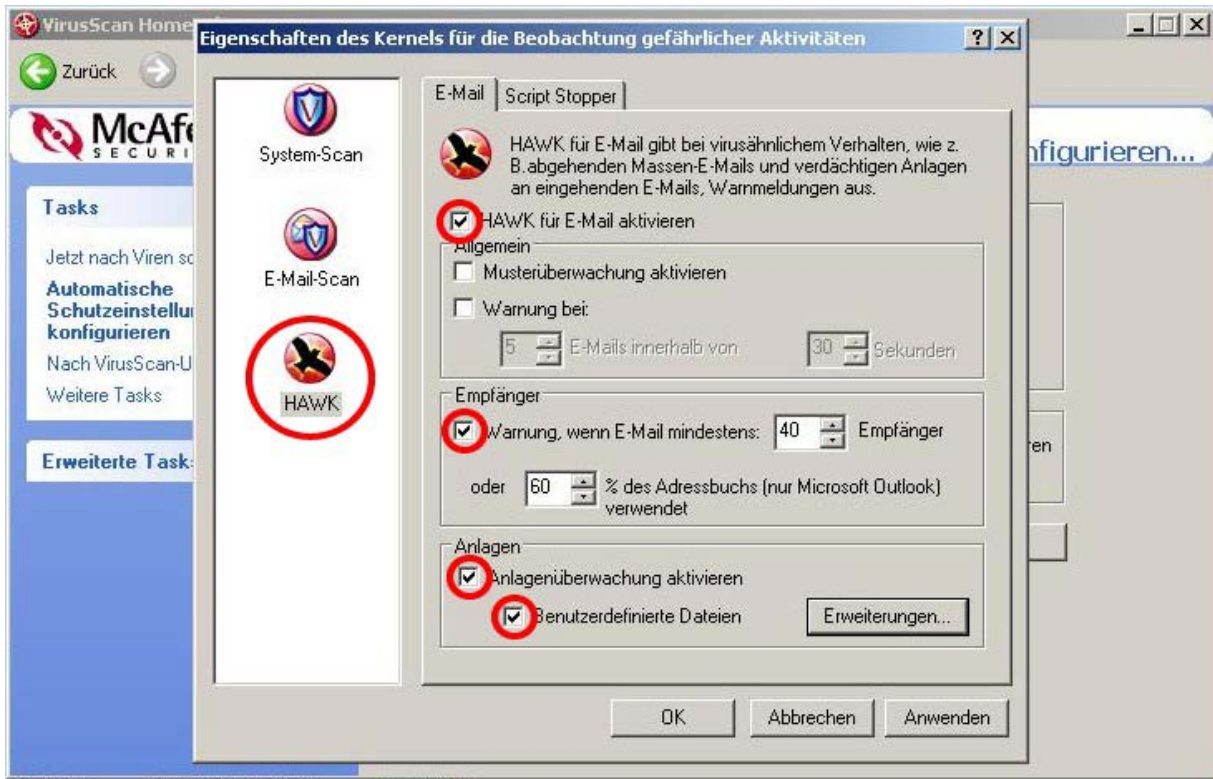 VirusScan Home
Eigenschaften des Kernels für die Beobachtung gefährlicher Aktivitäten
Zurück
McAfe
SECURI
nfigurieren...
Tasks
Jetzt nach Viren sc
Automatische
Schutzeinstellu
konfigurieren
Nach VirusScan-U
Weitere Tasks
Erweiterte Task
System-Scan
E-Mail-Scan
HAWK
E-Mail
Script Stopper
HAWK für E-Mail gibt bei virusähnlichem Verhalten, wie z.
B.abgehenden Massen-E-Mails und verdächtigen Anlagen
an eingehenden E-Mails, Warnmeldungen aus.
HAWK für E-Mail aktivieren
Allgemein
Musterüberwachung aktivieren
Warnung bei:
5 E-Mails innerhalb von 30 Sekunden
Empfänger
Warnung, wenn E-Mail mindestens: 40 Empfänger
oder 60 % des Adressbuchs (nur Microsoft Outlook)
verwendet
Anlagen
Anlagenüberwachung aktivieren
Benutzerdefinierte Dateien
Erweiterungen...
en
OK
Abbrechen
Anwenden